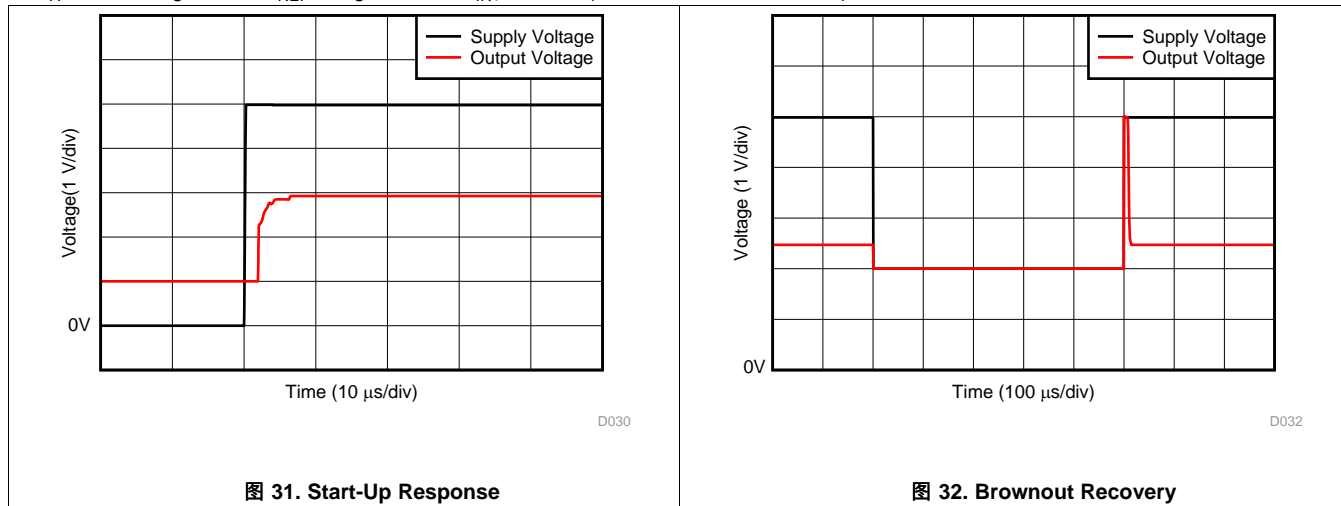 Supply Voltage
Output Voltage
Voltage(1 V/div)
0V
Time (10 μs/div)
D030
图 31. Start-Up Response
Supply Voltage
Output Voltage
Voltage (1 V/div)
0V
Time (100 μs/div)
D032
图 32. Brownout Recovery